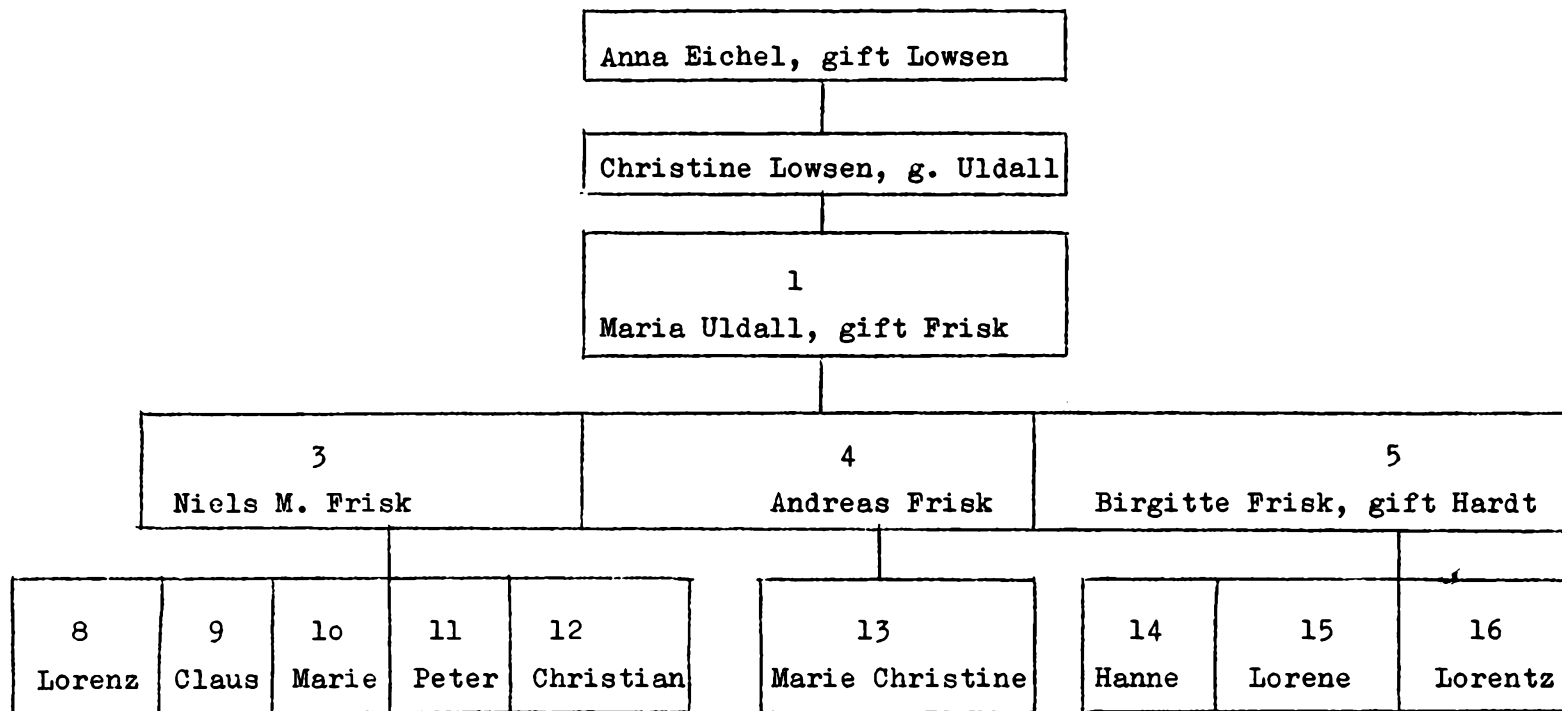 Anna Eichel, gift Lowsen
Christine Lowsen, g. Uldall
1
Maria Uldall, gift Frisk
3 4 5
Niels M. Frisk Andreas Frisk Birgitte Frisk, gift Hardt
8 9 10 11 12 13 14 15 16
Lorenz Claus Marie Peter Christian Marie Christine Hanne Lorene Lorentz